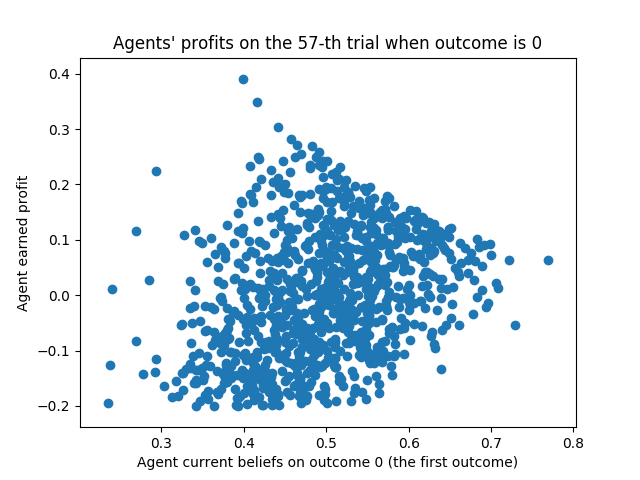 Agents' profits on the 57-th trial when outcome is 0
Agent earned profit
0.4
0.3
0.2
0.1
0.0
−0.1
−0.2
0.3 0.4 0.5 0.6 0.7 0.8
Agent current beliefs on outcome 0 (the first outcome)